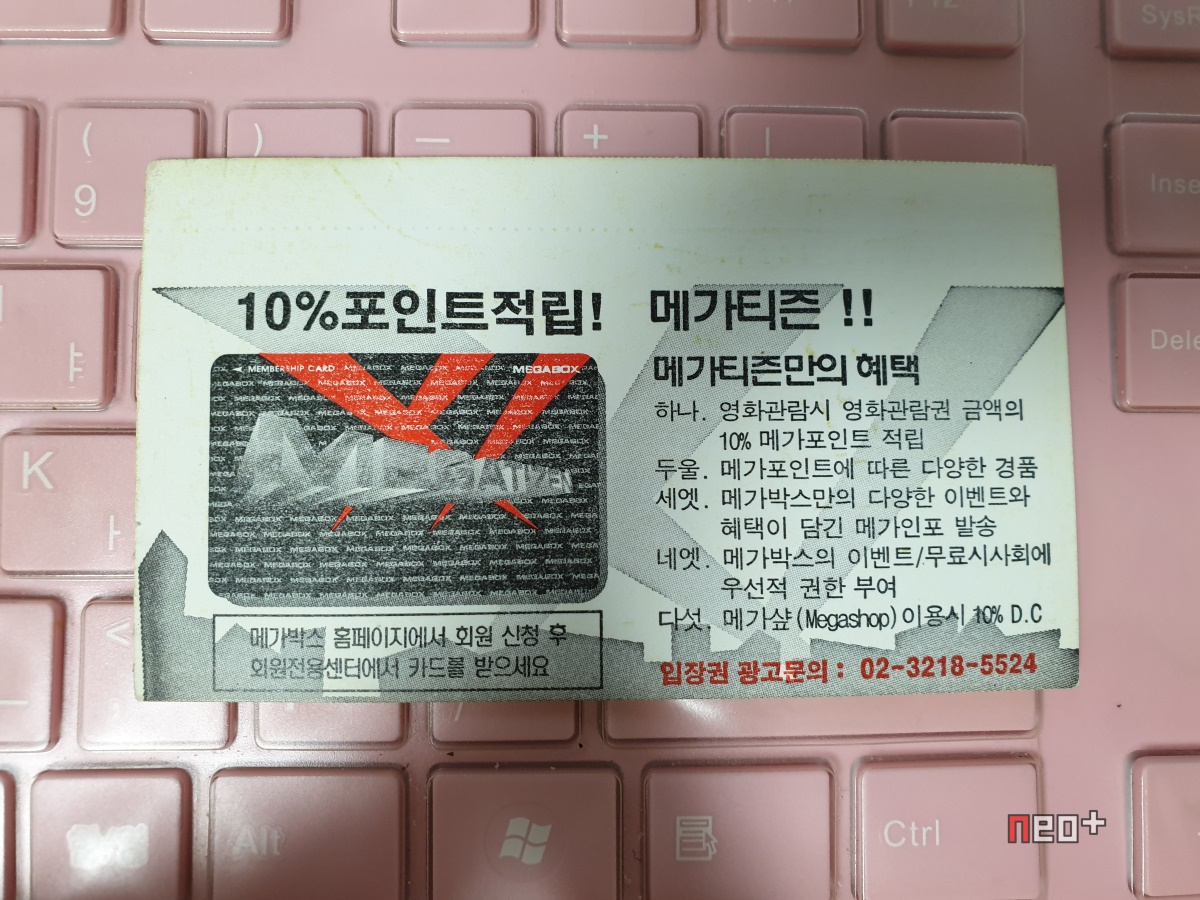 F12
SysR
(
9
)
—
+
|
Inse
Dele
ㅑ
K
ㅏ
<
,
/
Alt
Ctrl
10%포인트적립!
MEMBERSHIP CARD
MEGABOX
메가박스 홈페이지에서 회원 신청 후
회원전용센터에서 카드를 받으세요
메가티즌 !!
메가티즌만의 혜택
하나. 영화관람시 영화관람권 금액의
10% 메가포인트 적립
두울. 메가포인트에 따른 다양한 경품
세엣. 메가박스만의 다양한 이벤트와
혜택이 담긴 메가인포 발송
네엣. 메가박스의 이벤트/무료시사회에
우선적 권한 부여
다섯. 메가샾(Megashop)이용시 10% D.C
입장권 광고문의 : 02-3218-5524
neo+